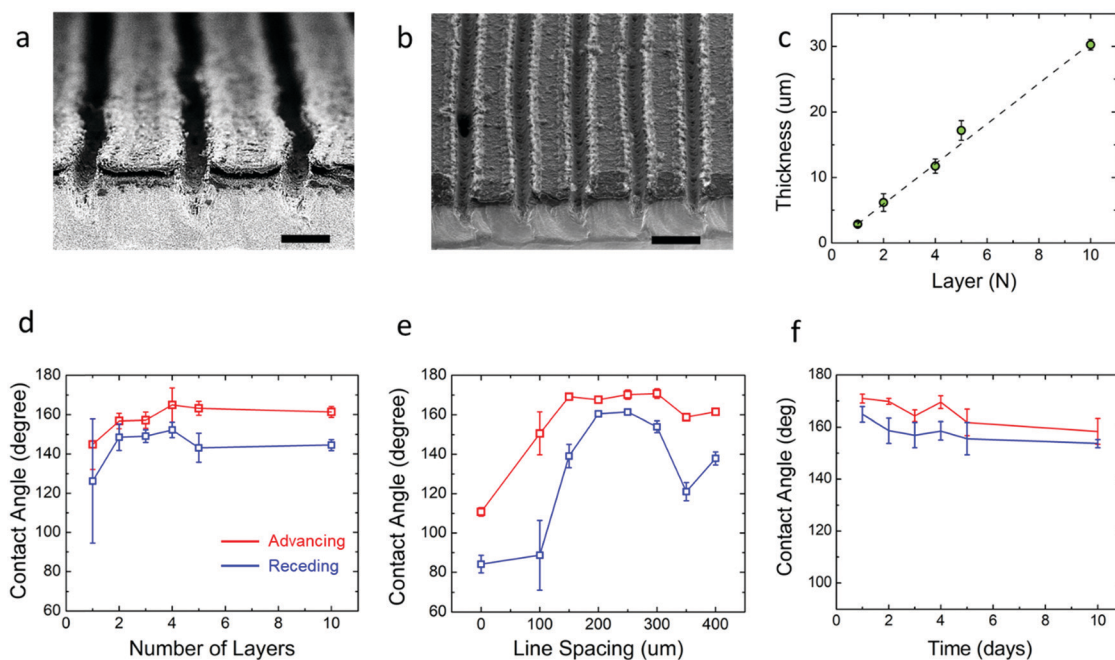 a
b
c
Thickness (um)
30
20
10
0
0 2 4 6 8 10
Layer (N)
d
Contact Angle (degree)
180
160
140
120
100
80
60
Advancing
Receding
0 2 4 6 8 10
Number of Layers
e
Contact Angle (degree)
180
160
140
120
100
80
60
0 100 200 300 400
Line Spacing (um)
f
Contact Angle (deg)
180
160
140
120
100
0 2 4 6 8 10
Time (days)